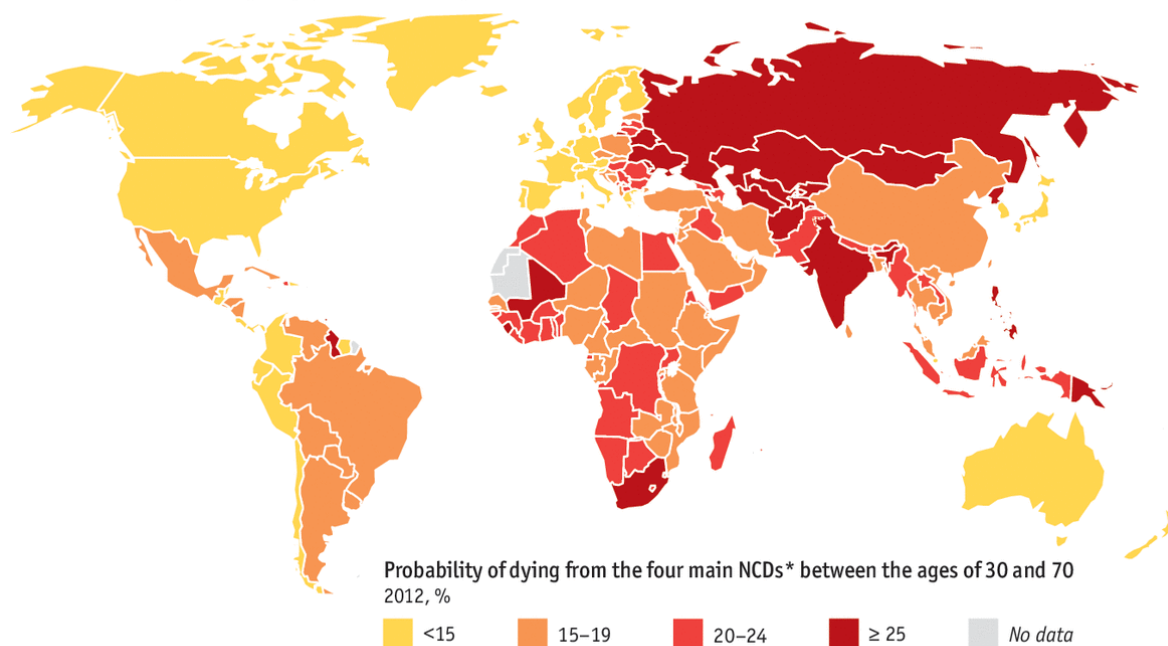 Probability of dying from the four main NCDs* between the ages of 30 and 70
2012, %
<15 15–19 20–24 ≥ 25 No data